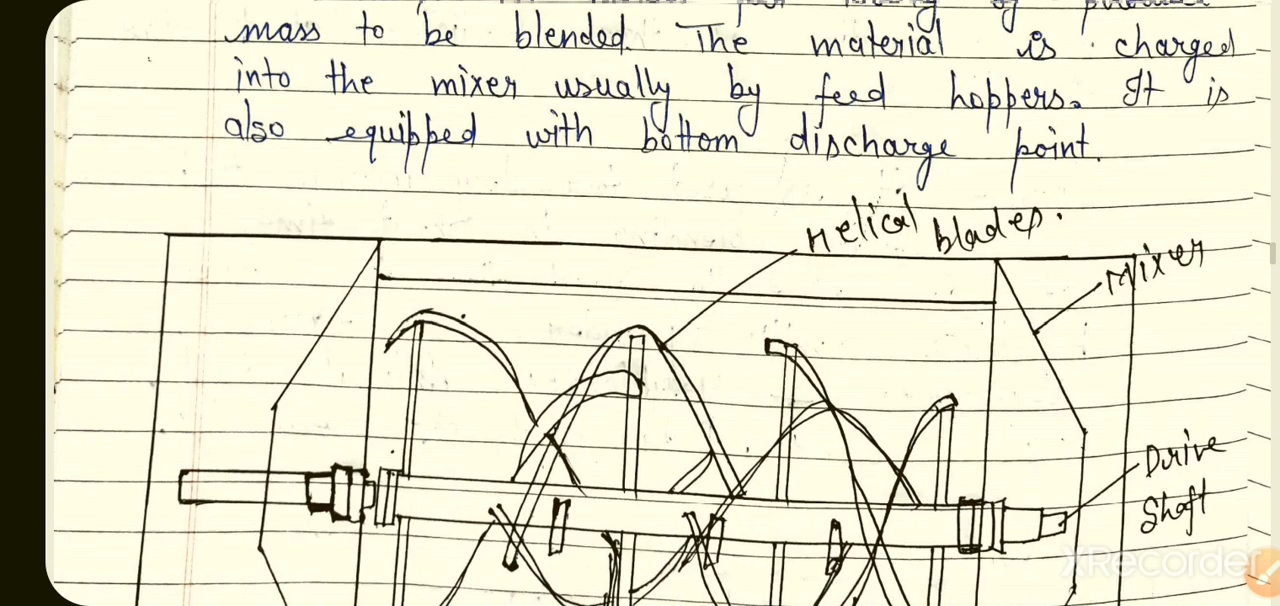 mass to be blended. The material is charged
into the mixer usually by feed hoppers. It is
also equipped with bottom discharge point.
Helical blades.
Mixer
Drive
Shaft
XRecorder